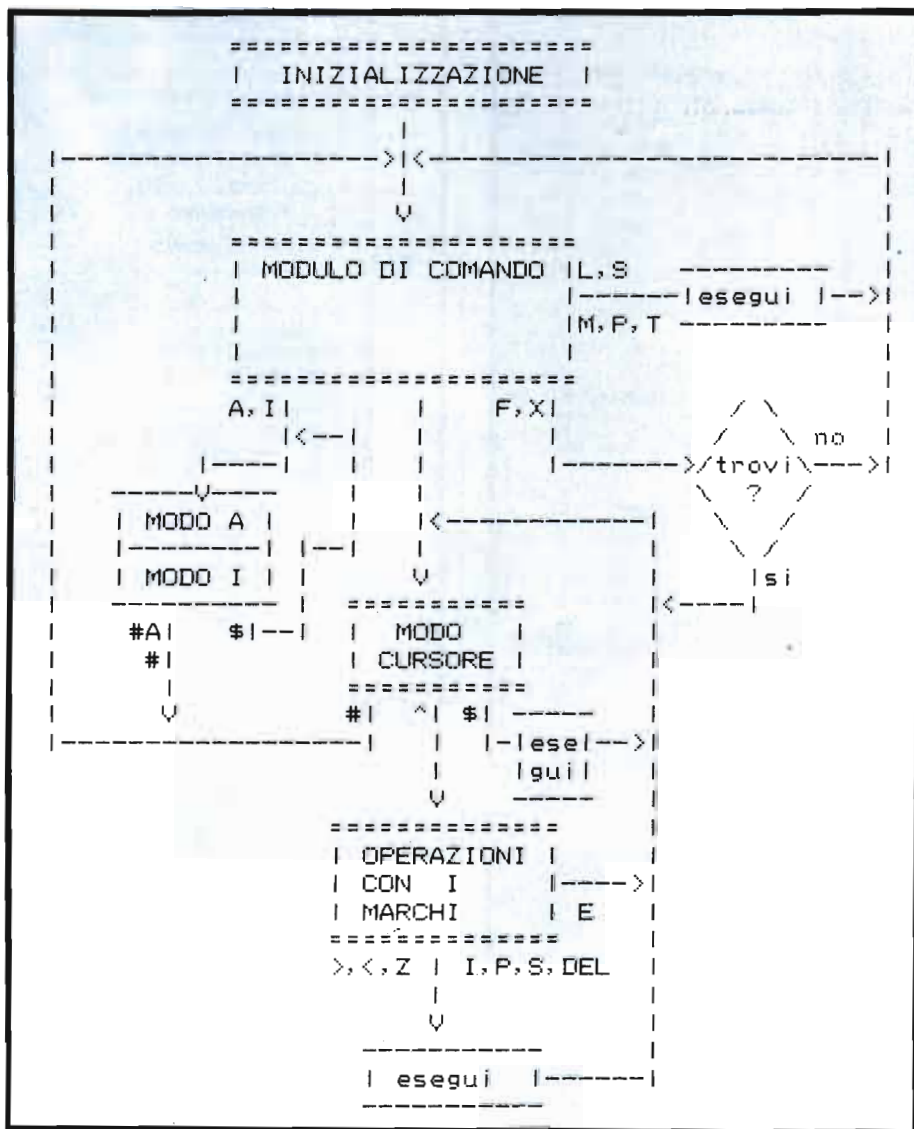 INIZIALIZZAZIONE
MODULO DI COMANDO L,S
esegui
M,P,T
A,I F,X
no
trovi
?
MODO A
MODO I
si
#A $ MODO
# CURSORE
# ^ $
ese
gui
OPERAZIONI
CON I
MARCHI E
>,<,Z I,P,S,DEL
esegui